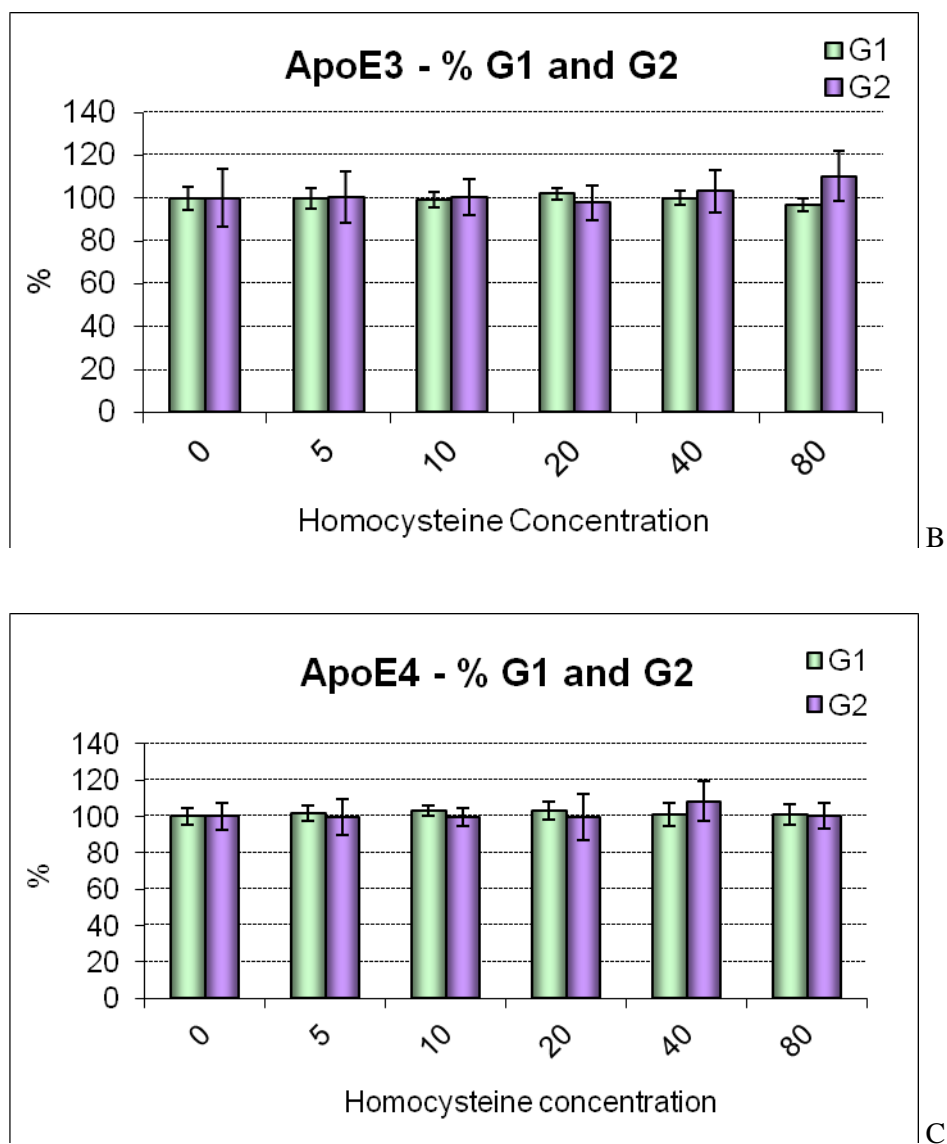 ApoE3 - % G1 and G2
G1
G2
140
120
100
80
60
40
20
0
%
0 5 10 20 40 80
Homocysteine Concentration
B
ApoE4 - % G1 and G2
G1
G2
140
120
100
80
60
40
20
0
%
0 5 10 20 40 80
Homocysteine concentration
C